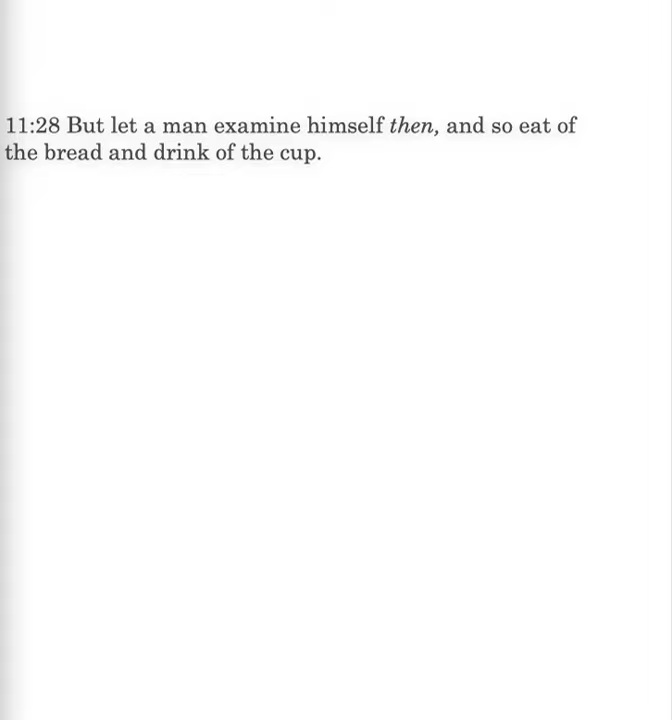 11:28 But let a man examine himself then, and so eat of
the bread and drink of the cup.